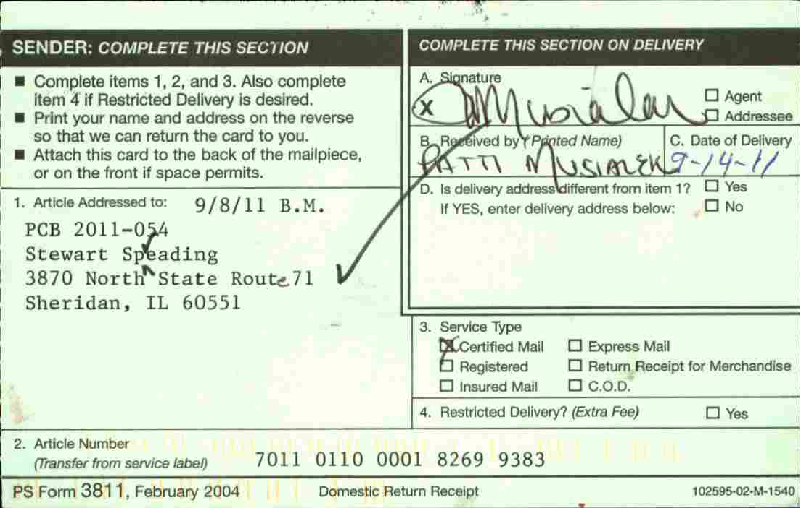 SENDER: COMPLETE THIS SECTION
■ Complete items 1, 2, and 3. Also complete
item 4 if Restricted Delivery is desired.
■ Print your name and address on the reverse
so that we can return the card to you.
■ Attach this card to the back of the mailpiece,
or on the front if space permits.
1. Article Addressed to: 9/8/11 B.M.
PCB 2011-054
Stewart Speading
3870 North State Route 71
Sheridan, IL 60551
2. Article Number
(Transfer from service label) 7011 0110 0001 8269 9383
COMPLETE THIS SECTION ON DELIVERY
A. Signature
X
☐ Agent
☐ Addressee
B. Received by (Printed Name) C. Date of Delivery
PATTI MUSIALEK 9-14-11
D. Is delivery address different from item 1? ☐ Yes
If YES, enter delivery address below: ☐ No
3. Service Type
☒ Certified Mail ☐ Express Mail
☐ Registered ☐ Return Receipt for Merchandise
☐ Insured Mail ☐ C.O.D.
4. Restricted Delivery? (Extra Fee) ☐ Yes
PS Form 3811, February 2004 Domestic Return Receipt 102595-02-M-1540